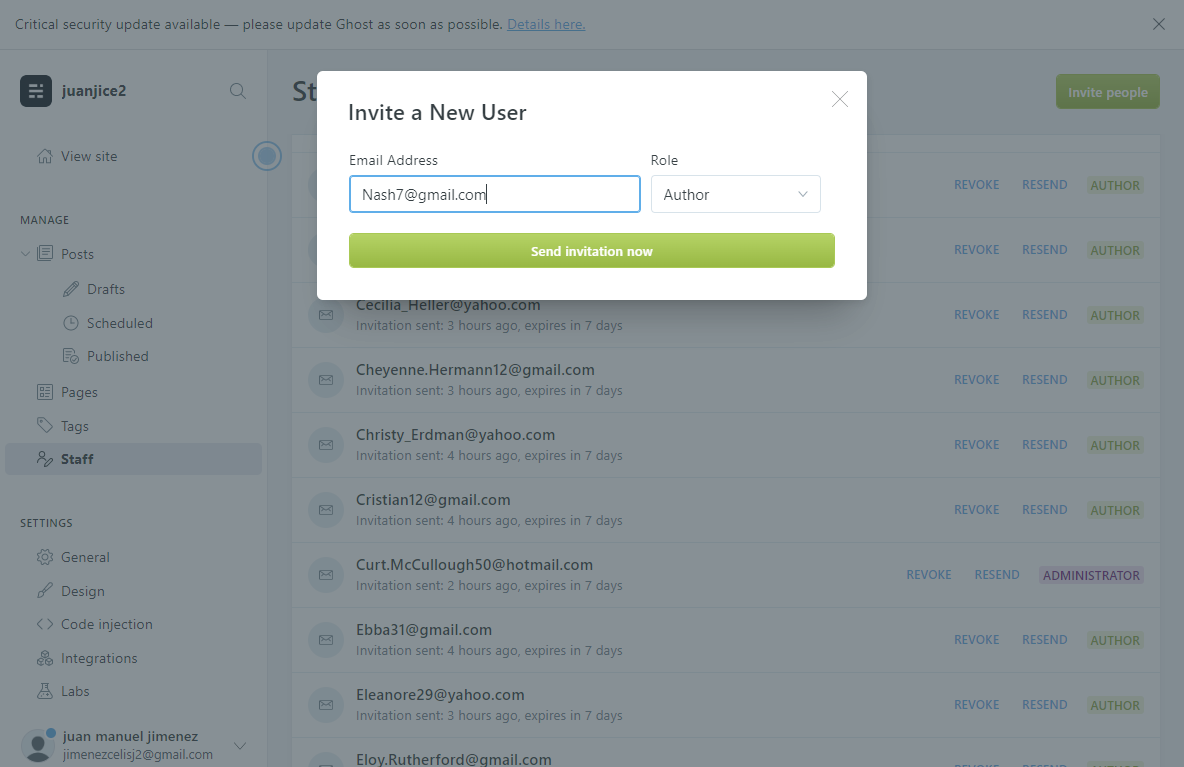 Critical security update available — please update Ghost as soon as possible. Details here.
juanjice2
View site
MANAGE
Posts
Drafts
Scheduled
Published
Pages
Tags
Staff
SETTINGS
General
Design
Code injection
Integrations
Labs
juan manuel jimenez
jimenezcelisj2@gmail.com
St
Invite people
Invite a New User
Email Address
Role
Nash7@gmail.com
Author
Send invitation now
REVOKE RESEND AUTHOR
REVOKE RESEND AUTHOR
Cecilia_Heller@yahoo.com
Invitation sent: 3 hours ago, expires in 7 days
REVOKE RESEND AUTHOR
Cheyenne.Hermann12@gmail.com
Invitation sent: 3 hours ago, expires in 7 days
REVOKE RESEND AUTHOR
Christy_Erdman@yahoo.com
Invitation sent: 4 hours ago, expires in 7 days
REVOKE RESEND AUTHOR
Cristian12@gmail.com
Invitation sent: 4 hours ago, expires in 7 days
REVOKE RESEND AUTHOR
Curt.McCullough50@hotmail.com
Invitation sent: 2 hours ago, expires in 7 days
REVOKE RESEND ADMINISTRATOR
Ebba31@gmail.com
Invitation sent: 4 hours ago, expires in 7 days
REVOKE RESEND AUTHOR
Eleanore29@yahoo.com
Invitation sent: 3 hours ago, expires in 7 days
REVOKE RESEND AUTHOR
Eloy.Rutherford@gmail.com